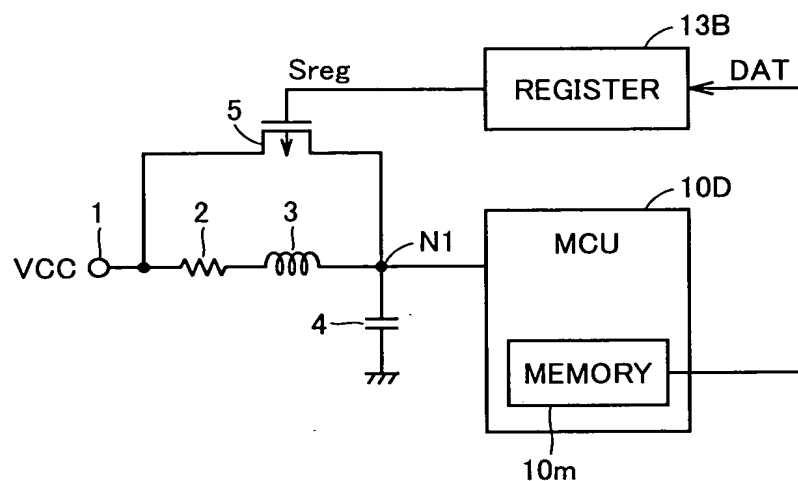 13B
Sreg
REGISTER
DAT
5
10D
1
2
3
N1
MCU
VCC
4
MEMORY
10m